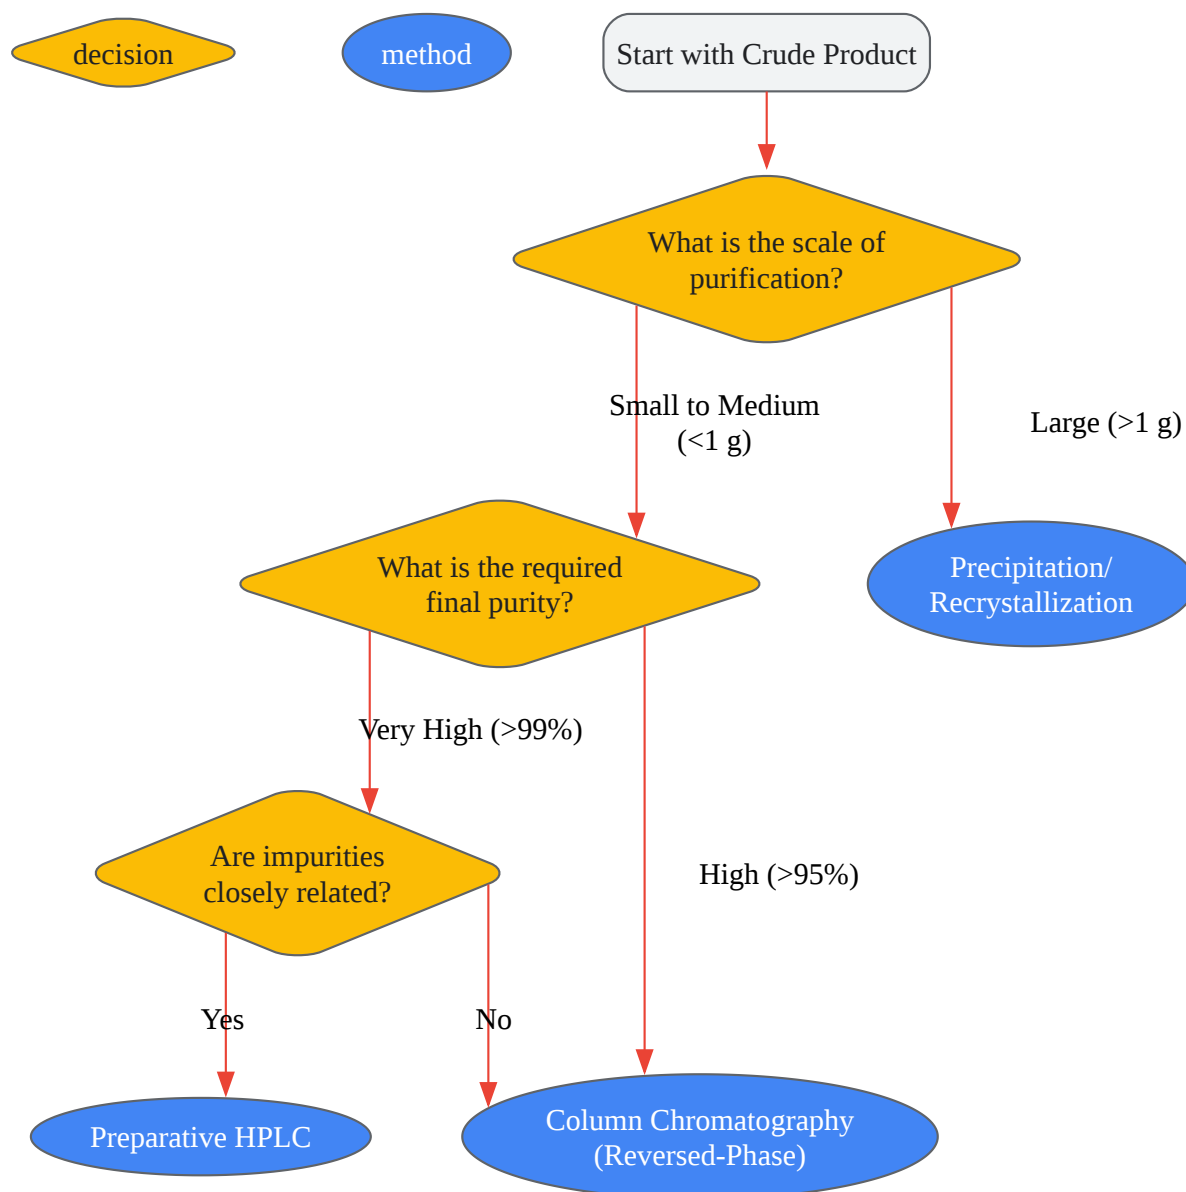 decision
method
Start with Crude Product
What is the scale of
purification?
Small to Medium
(<1 g)
Large (>1 g)
What is the required
final purity?
Precipitation/
Recrystallization
Very High (>99%)
Are impurities
closely related?
High (>95%)
Yes
No
Preparative HPLC
Column Chromatography
(Reversed-Phase)